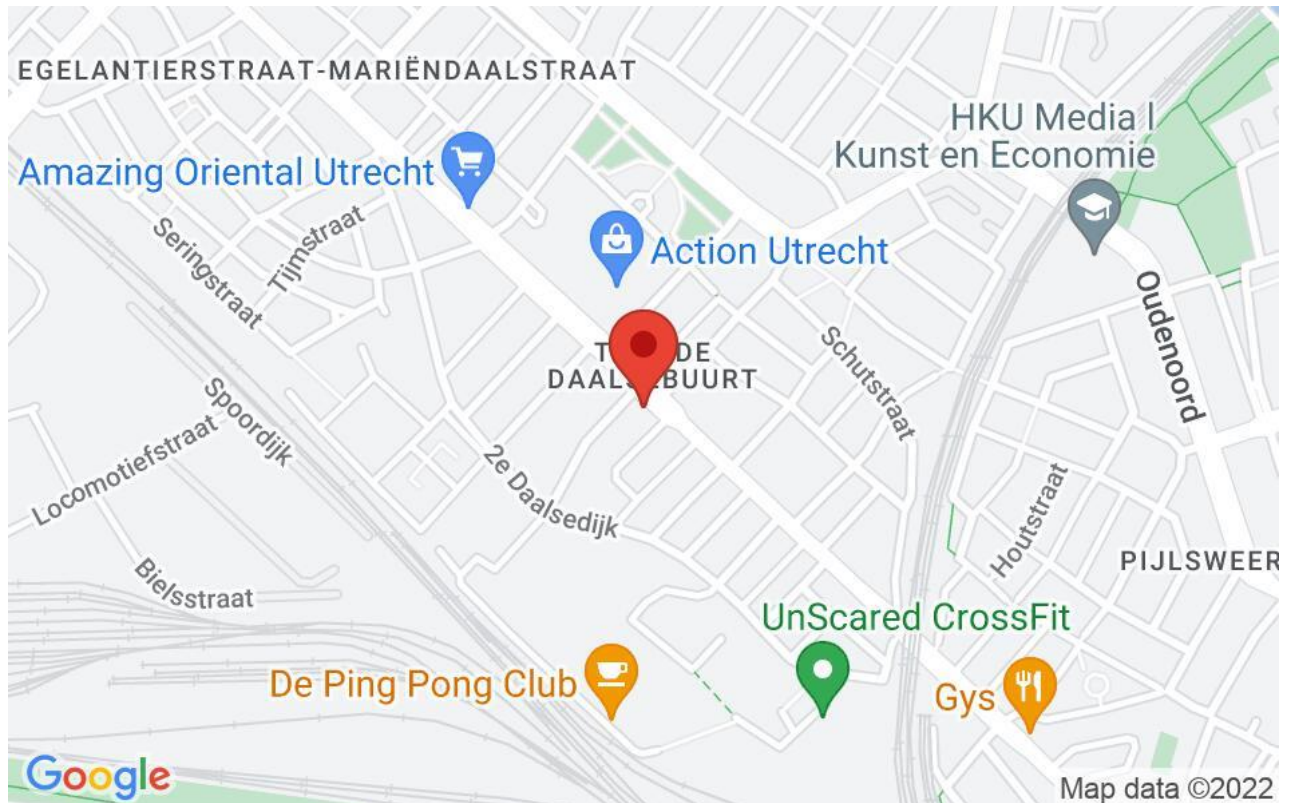 EGELANTIERSTRAAT-MARIËNDAALSTRAAT
HKU Media |
Kunst en Economie
Amazing Oriental Utrecht
Seringstraat
Tijmstraat
Action Utrecht
Oudenoord
DE
Schutstraat
Spoordijk
Locomotiefstraat
2e Daalsedijk
Houtstraat
PIJLSWEER
Bielsstraat
UnScared CrossFit
De Ping Pong Club
Gys
Google
Map data ©2022